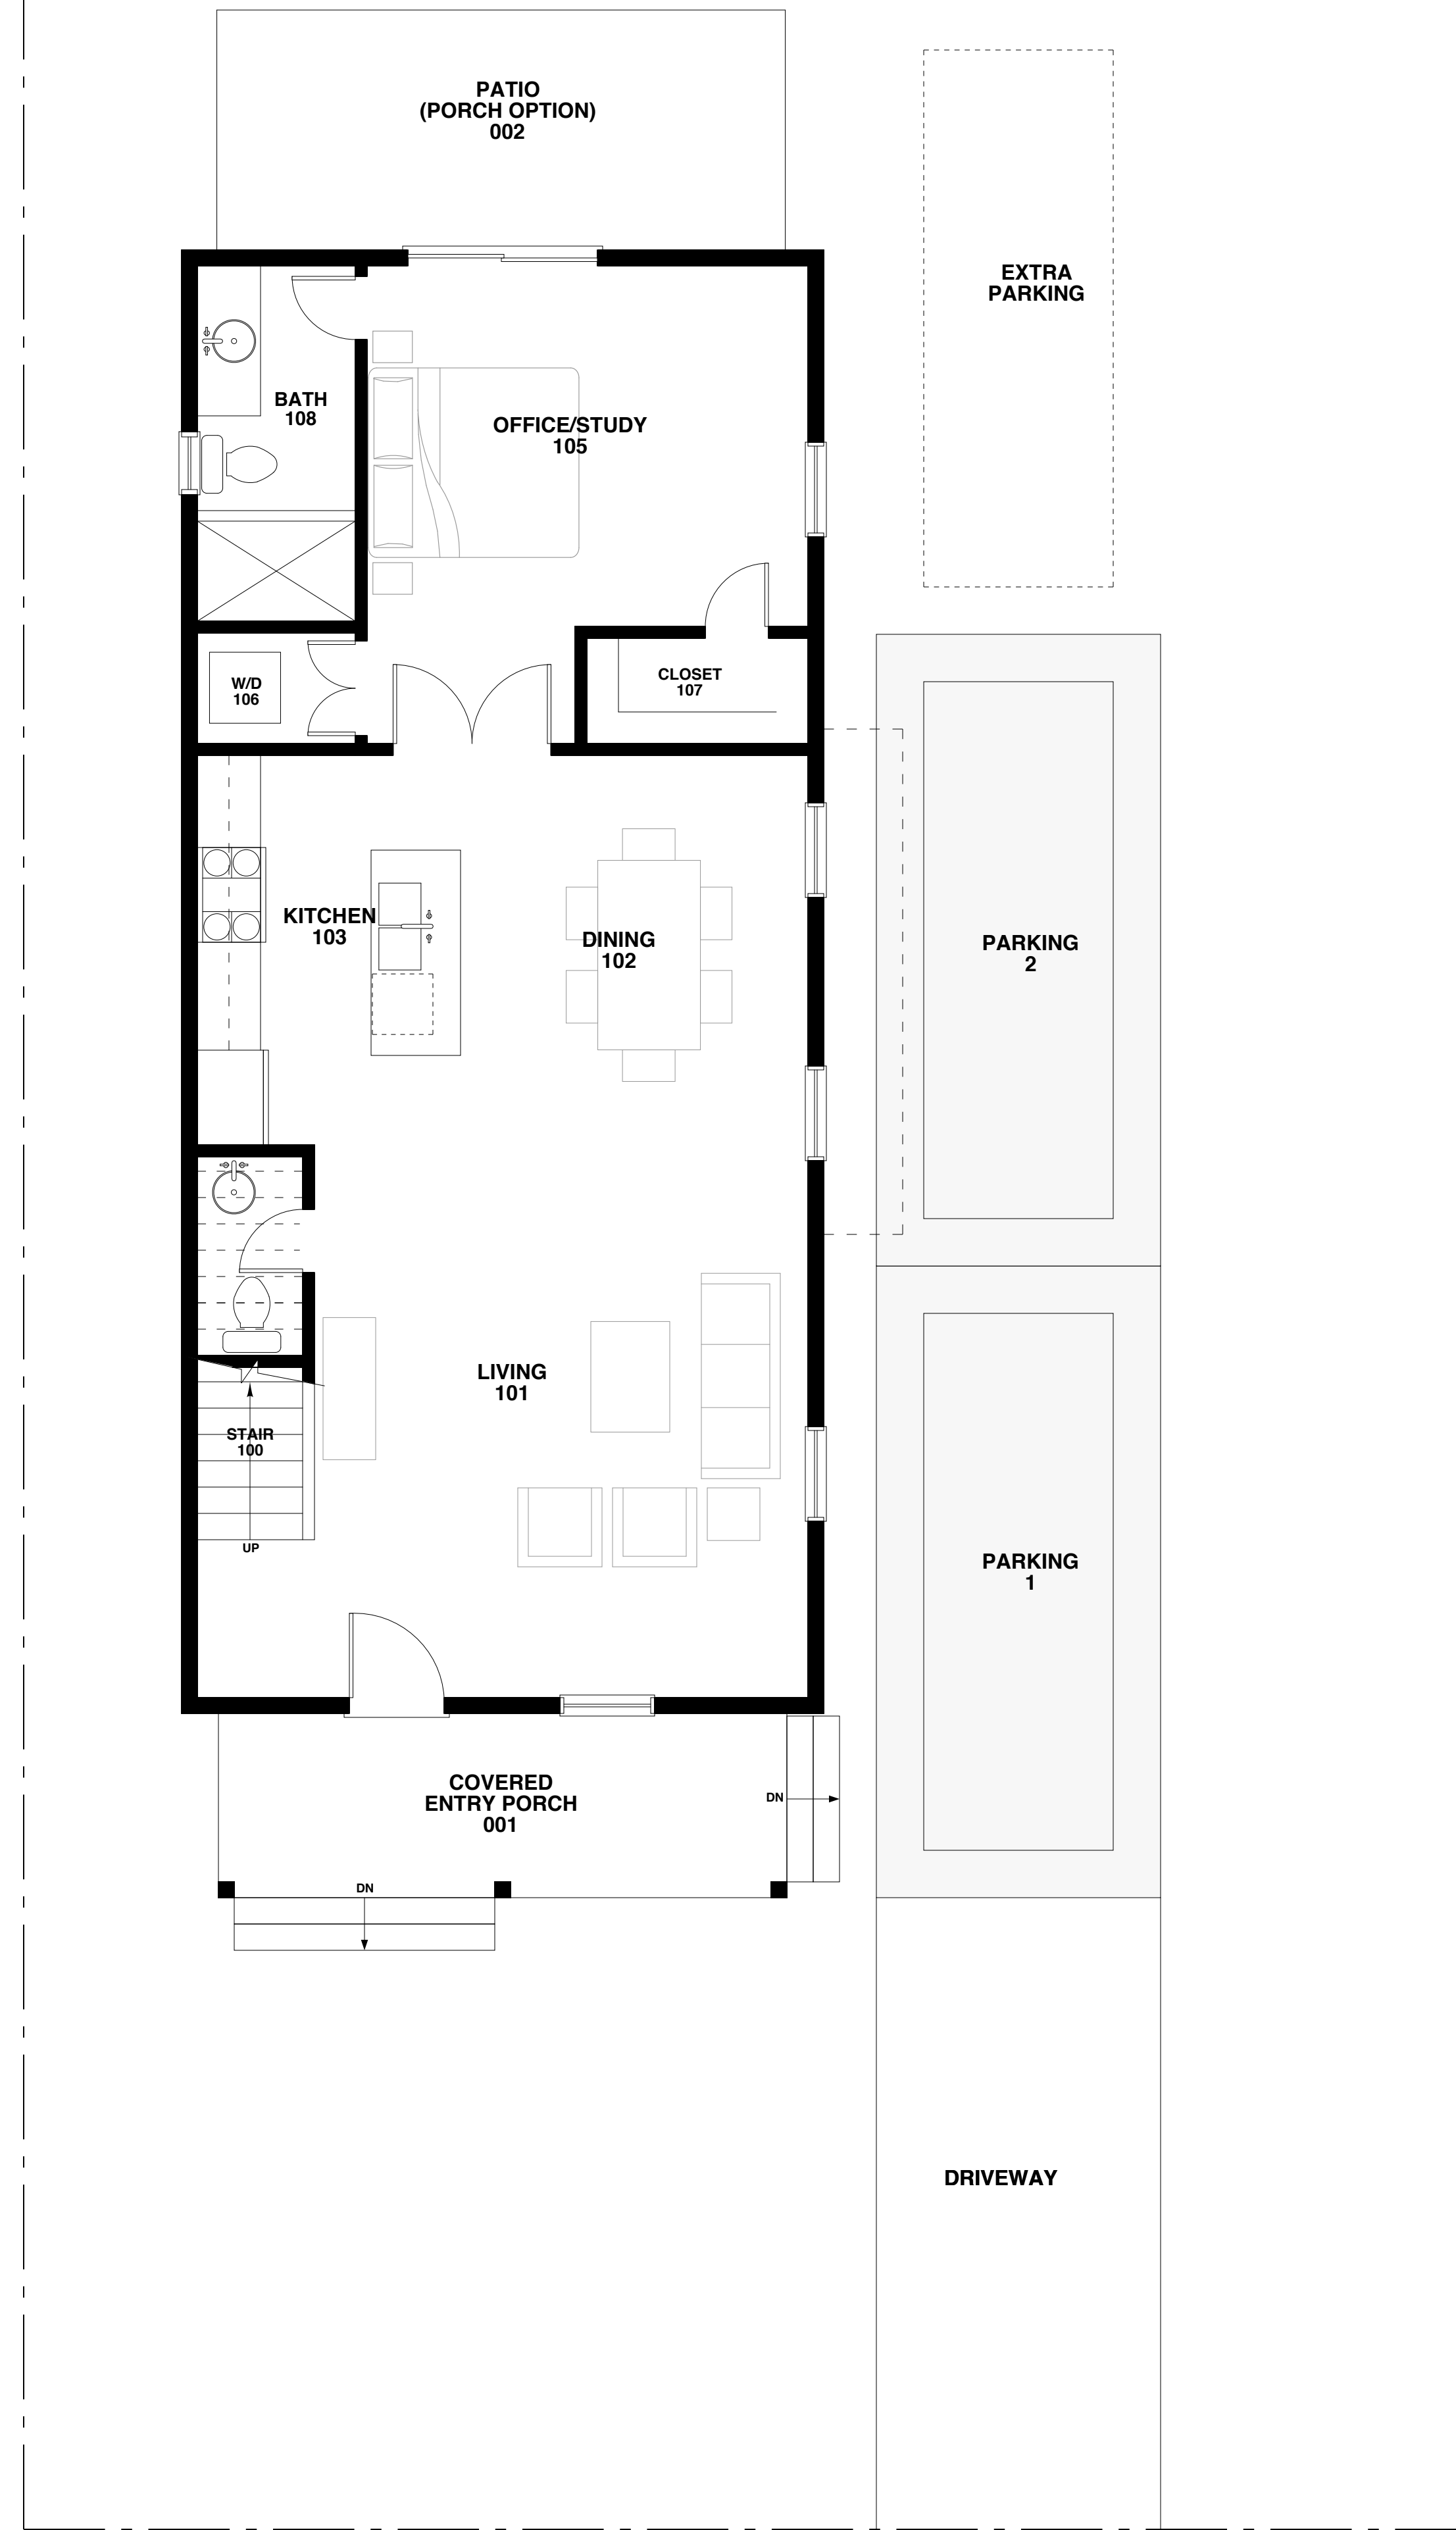 PATIO
(PORCH OPTION)
002
EXTRA
PARKING
BATH
108
OFFICE/STUDY
105
W/D
106
CLOSET
107
KITCHEN
103
DINING
102
PARKING
2
LIVING
101
STAIR
100
UP
PARKING
1
COVERED
ENTRY PORCH
001
DN
DN
DRIVEWAY